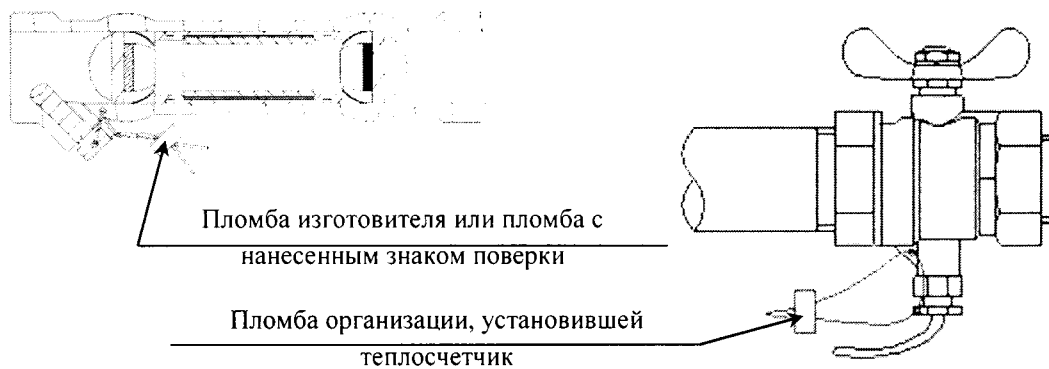 Пломба изготовителя или пломба с
нанесенным знаком поверки
Пломба организации, установившей
теплосчетчик